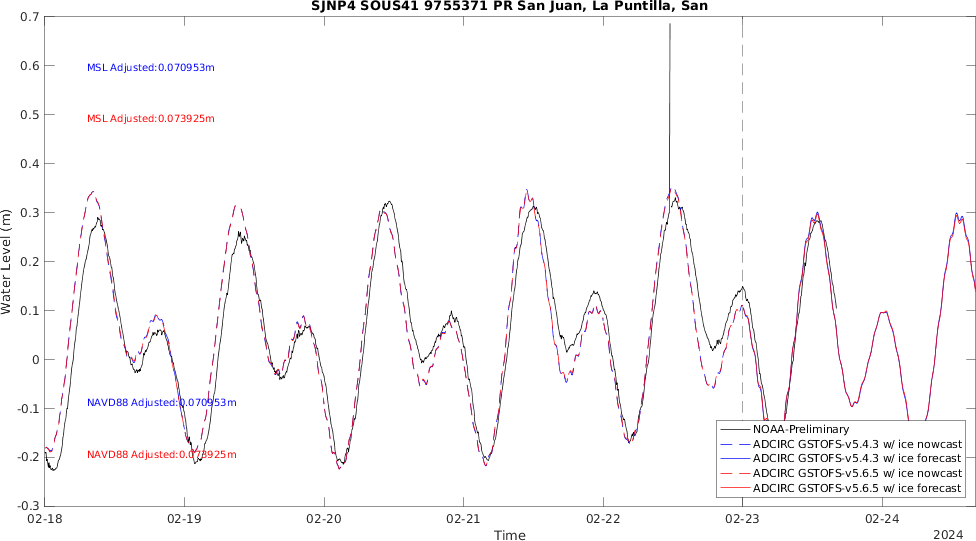 SJNP4 SOUS41 9755371 PR San Juan, La Puntilla, San
0.7
0.6
0.5
0.4
0.3
0.2
0.1
0
-0.1
-0.2
-0.3
Water Level (m)
MSL Adjusted:0.070953m
MSL Adjusted:0.073925m
NAVD88 Adjusted:0.070953m
NAVD88 Adjusted:0.073925m
NOAA-Preliminary
ADCIRC GSTOFS-v5.4.3 w/ ice nowcast
ADCIRC GSTOFS-v5.4.3 w/ ice forecast
ADCIRC GSTOFS-v5.6.5 w/ ice nowcast
ADCIRC GSTOFS-v5.6.5 w/ ice forecast
02-18 02-19 02-20 02-21 02-22 02-23 02-24
Time
2024